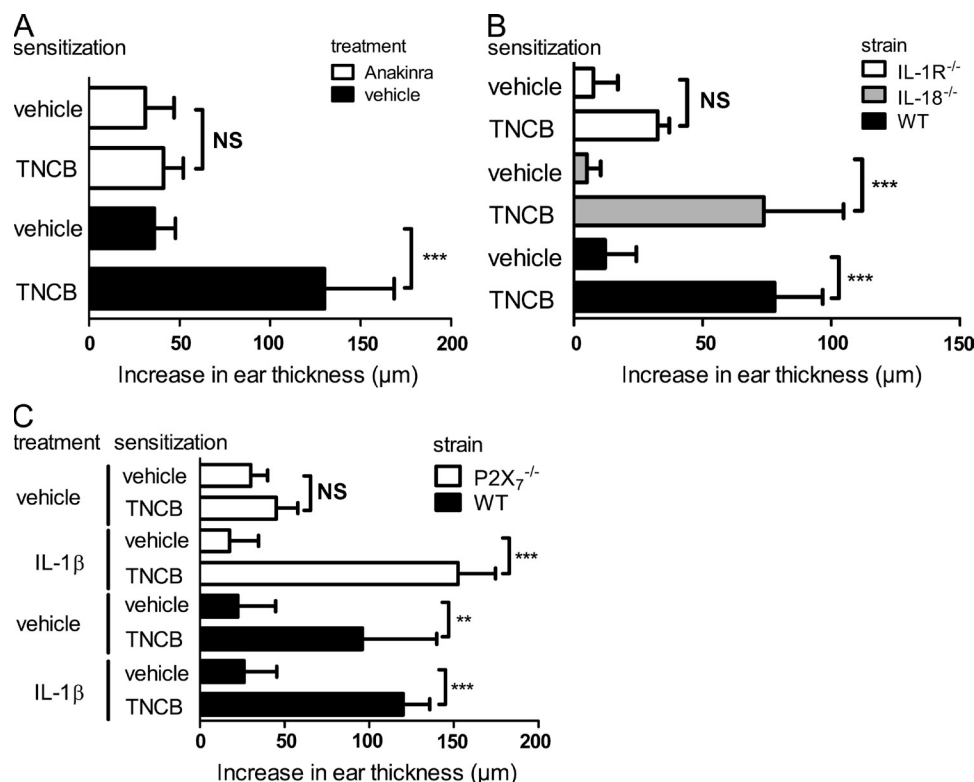 A
sensitization
treatment
Anakinra
vehicle
vehicle
TNCB
vehicle
TNCB
NS
***
0 50 100 150 200
Increase in ear thickness (µm)
B
sensitization
strain
IL-1R-/-
IL-18-/-
WT
vehicle
TNCB
vehicle
TNCB
vehicle
TNCB
NS
***
***
0 50 100 150
Increase in ear thickness (µm)
C
treatment sensitization
strain
P2X7-/-
WT
vehicle
vehicle
TNCB
NS
IL-1β
vehicle
TNCB
***
vehicle
vehicle
TNCB
**
IL-1β
vehicle
TNCB
***
0 50 100 150 200
Increase in ear thickness (µm)